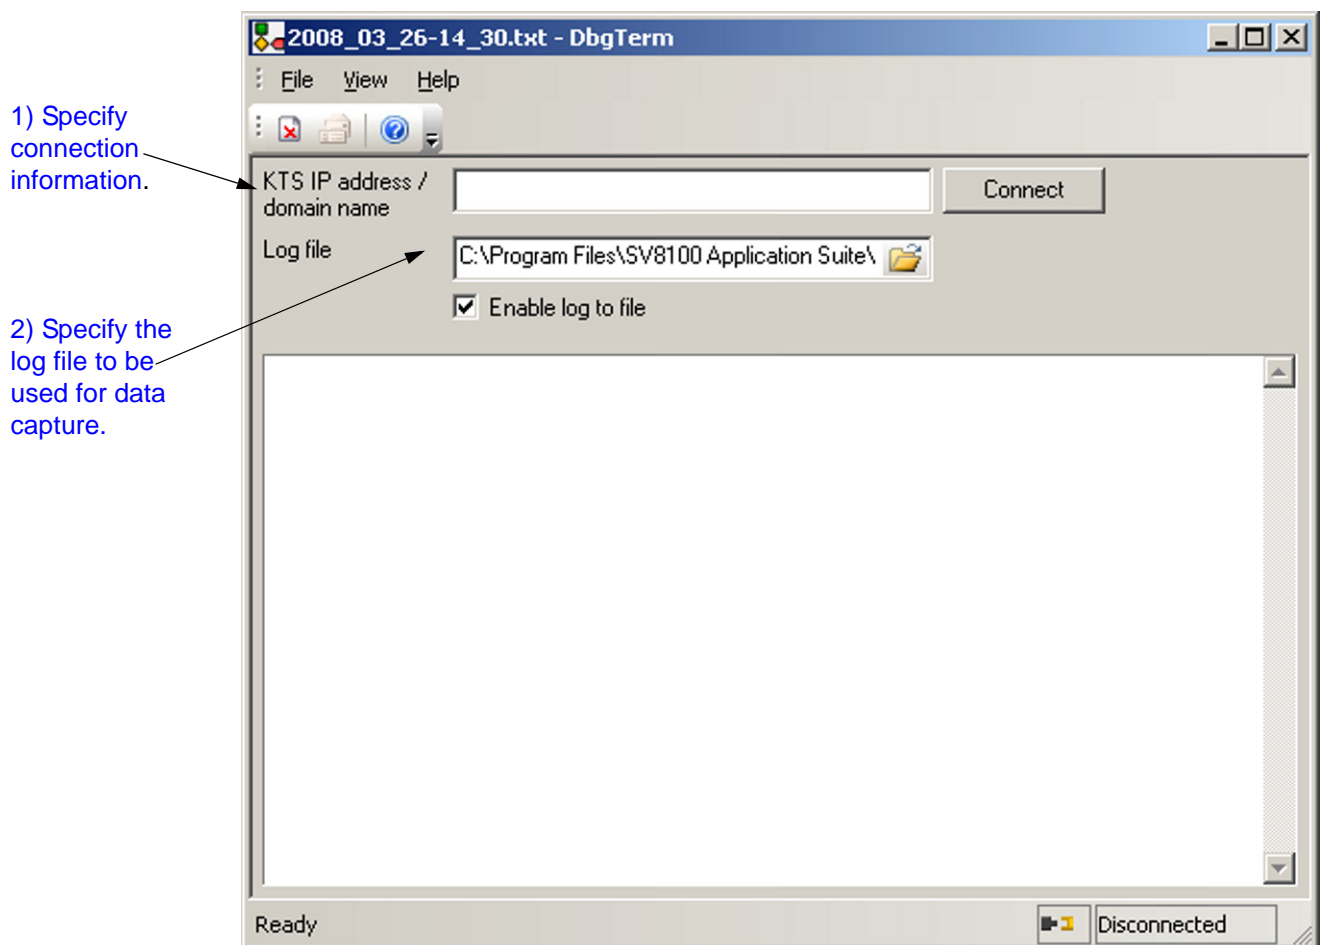 2008_03_26-14_30.txt - DbgTerm
File View Help
1) Specify
connection
information.
KTS IP address /
domain name
Connect
Log file
C:\Program Files\SV8100 Application Suite\
Enable log to file
2) Specify the
log file to be
used for data
capture.
Ready
Disconnected